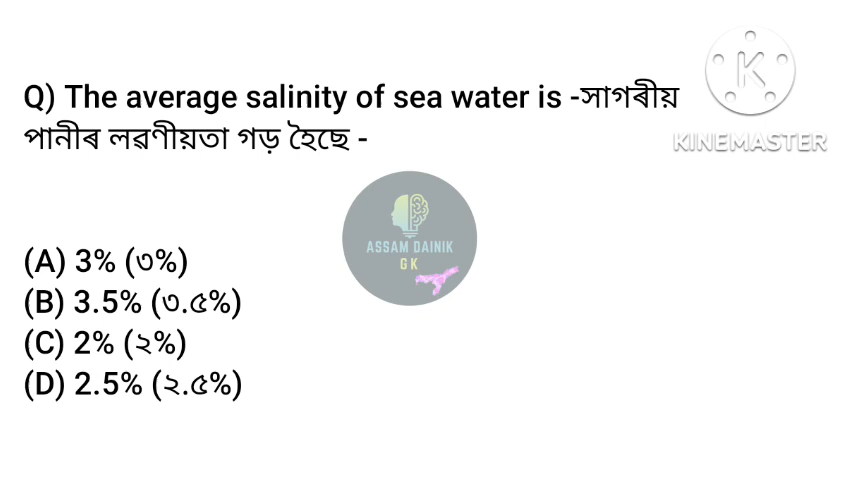 Q) The average salinity of sea water is -সাগৰীয়
পানীৰ লৱণীয়তা গড় হৈছে -
KINEMASTER
ASSAM DAINIK
GK
(A) 3% (৩%)
(B) 3.5% (৩.৫%)
(C) 2% (২%)
(D) 2.5% (২.৫%)